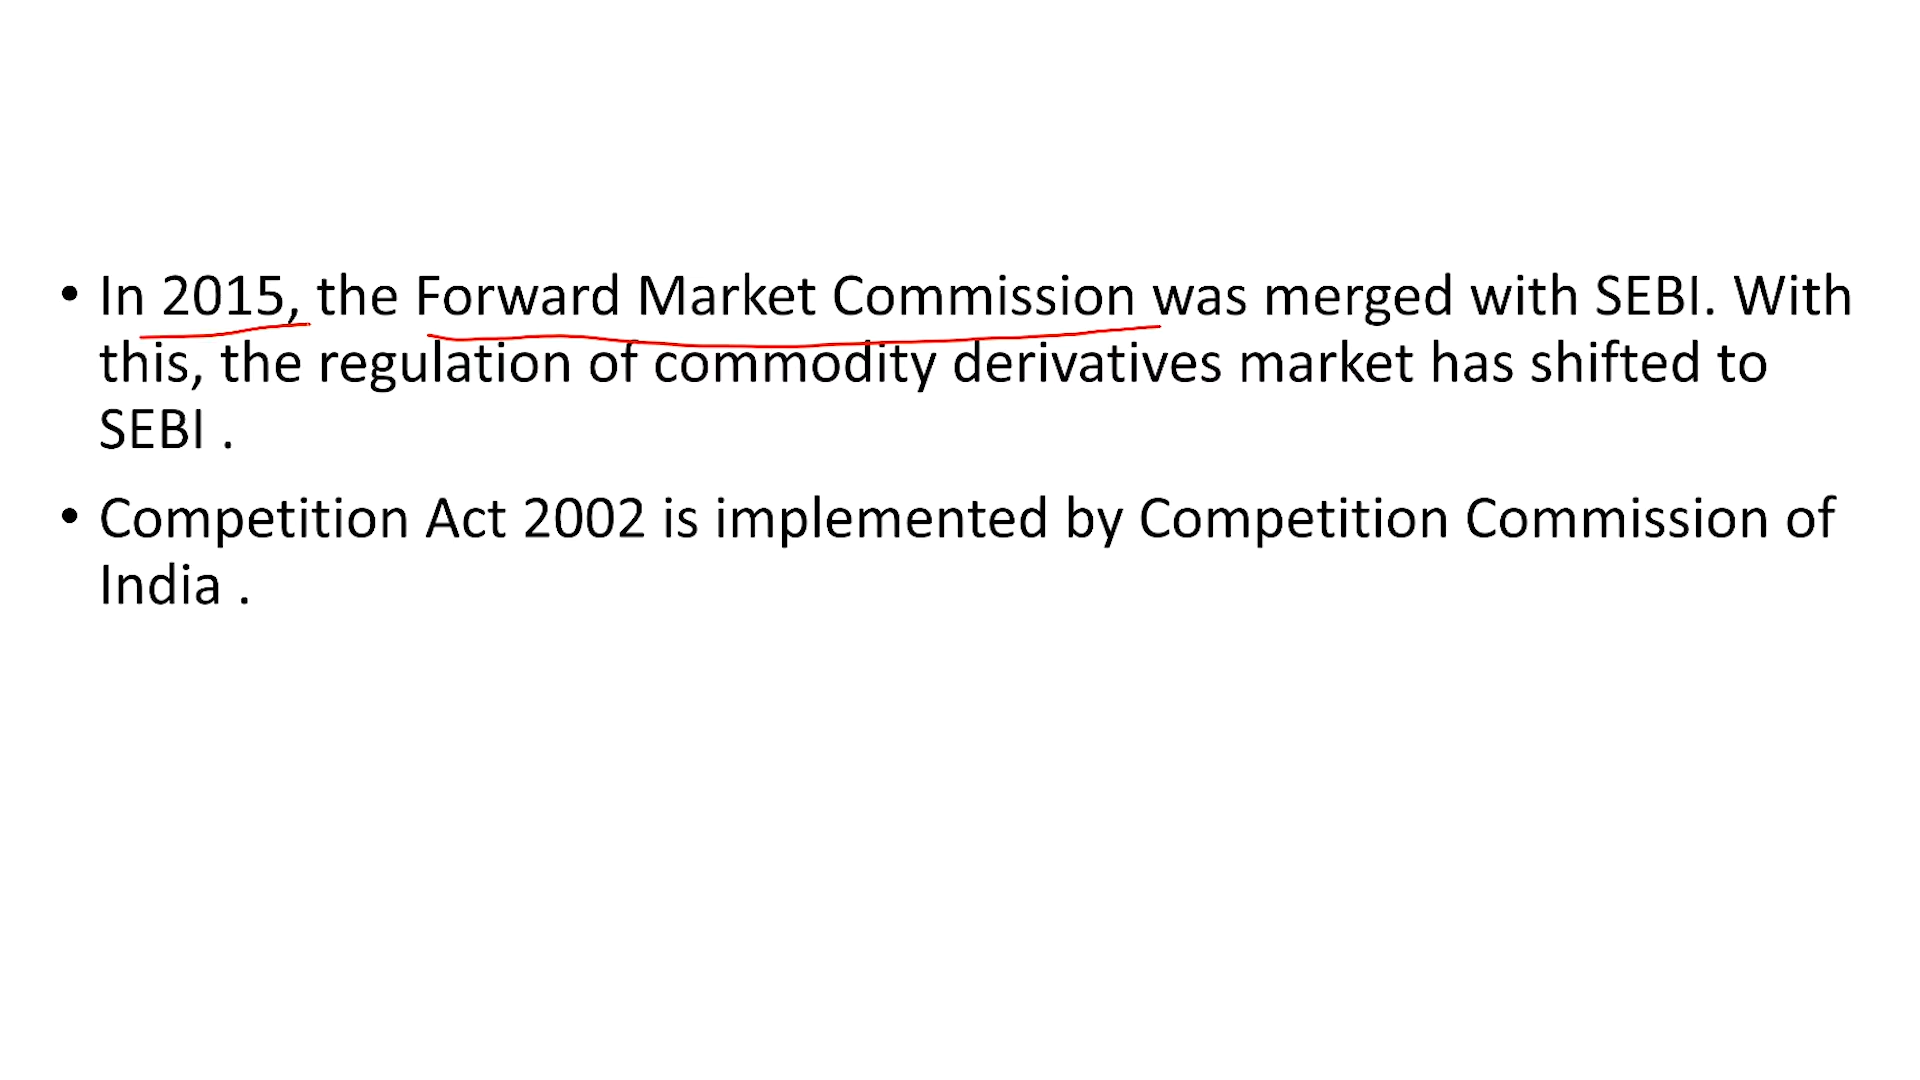 • In 2015, the Forward Market Commission was merged with SEBI. With
this, the regulation of commodity derivatives market has shifted to
SEBI .
• Competition Act 2002 is implemented by Competition Commission of
India .